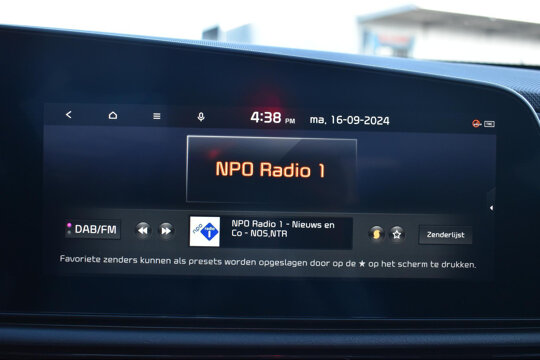 4:38 PM ma, 16-09-2024
NPO Radio 1
DAB/FM
NPO Radio 1 - Nieuws en
Co - NOS,NTR
Zenderlijst
Favoriete zenders kunnen als presets worden opgeslagen door op de ★ op het scherm te drukken.